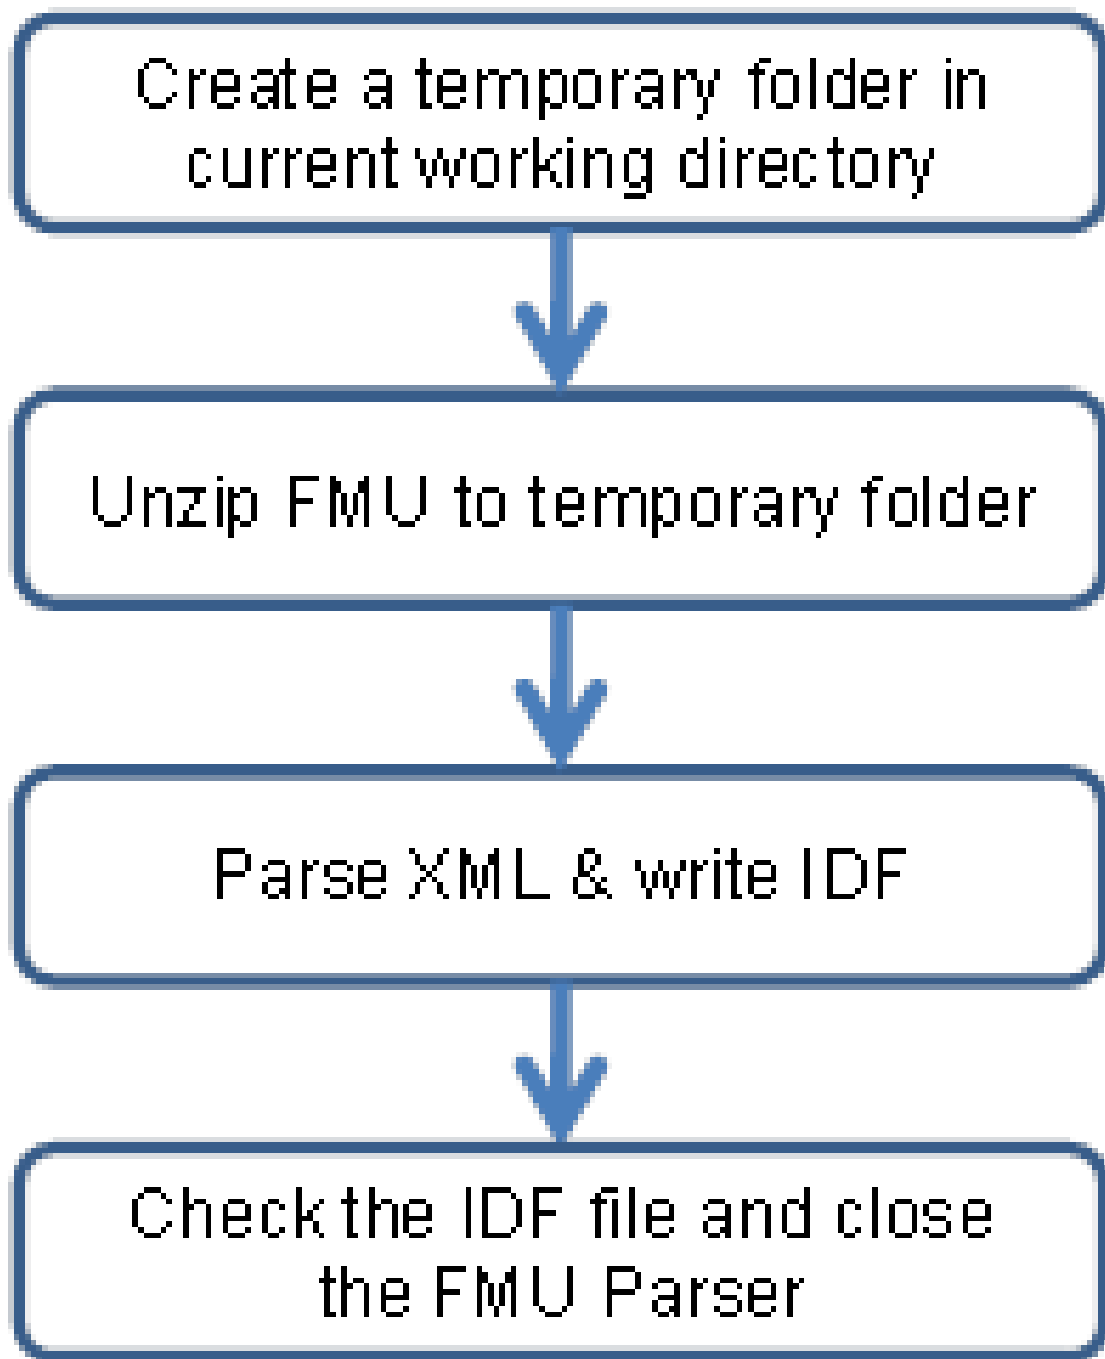 Create a temporary folder in
current working directory
Unzip FMU to temporary folder
Parse XML & write IDF
Check the IDF file and close
the FMU Parser